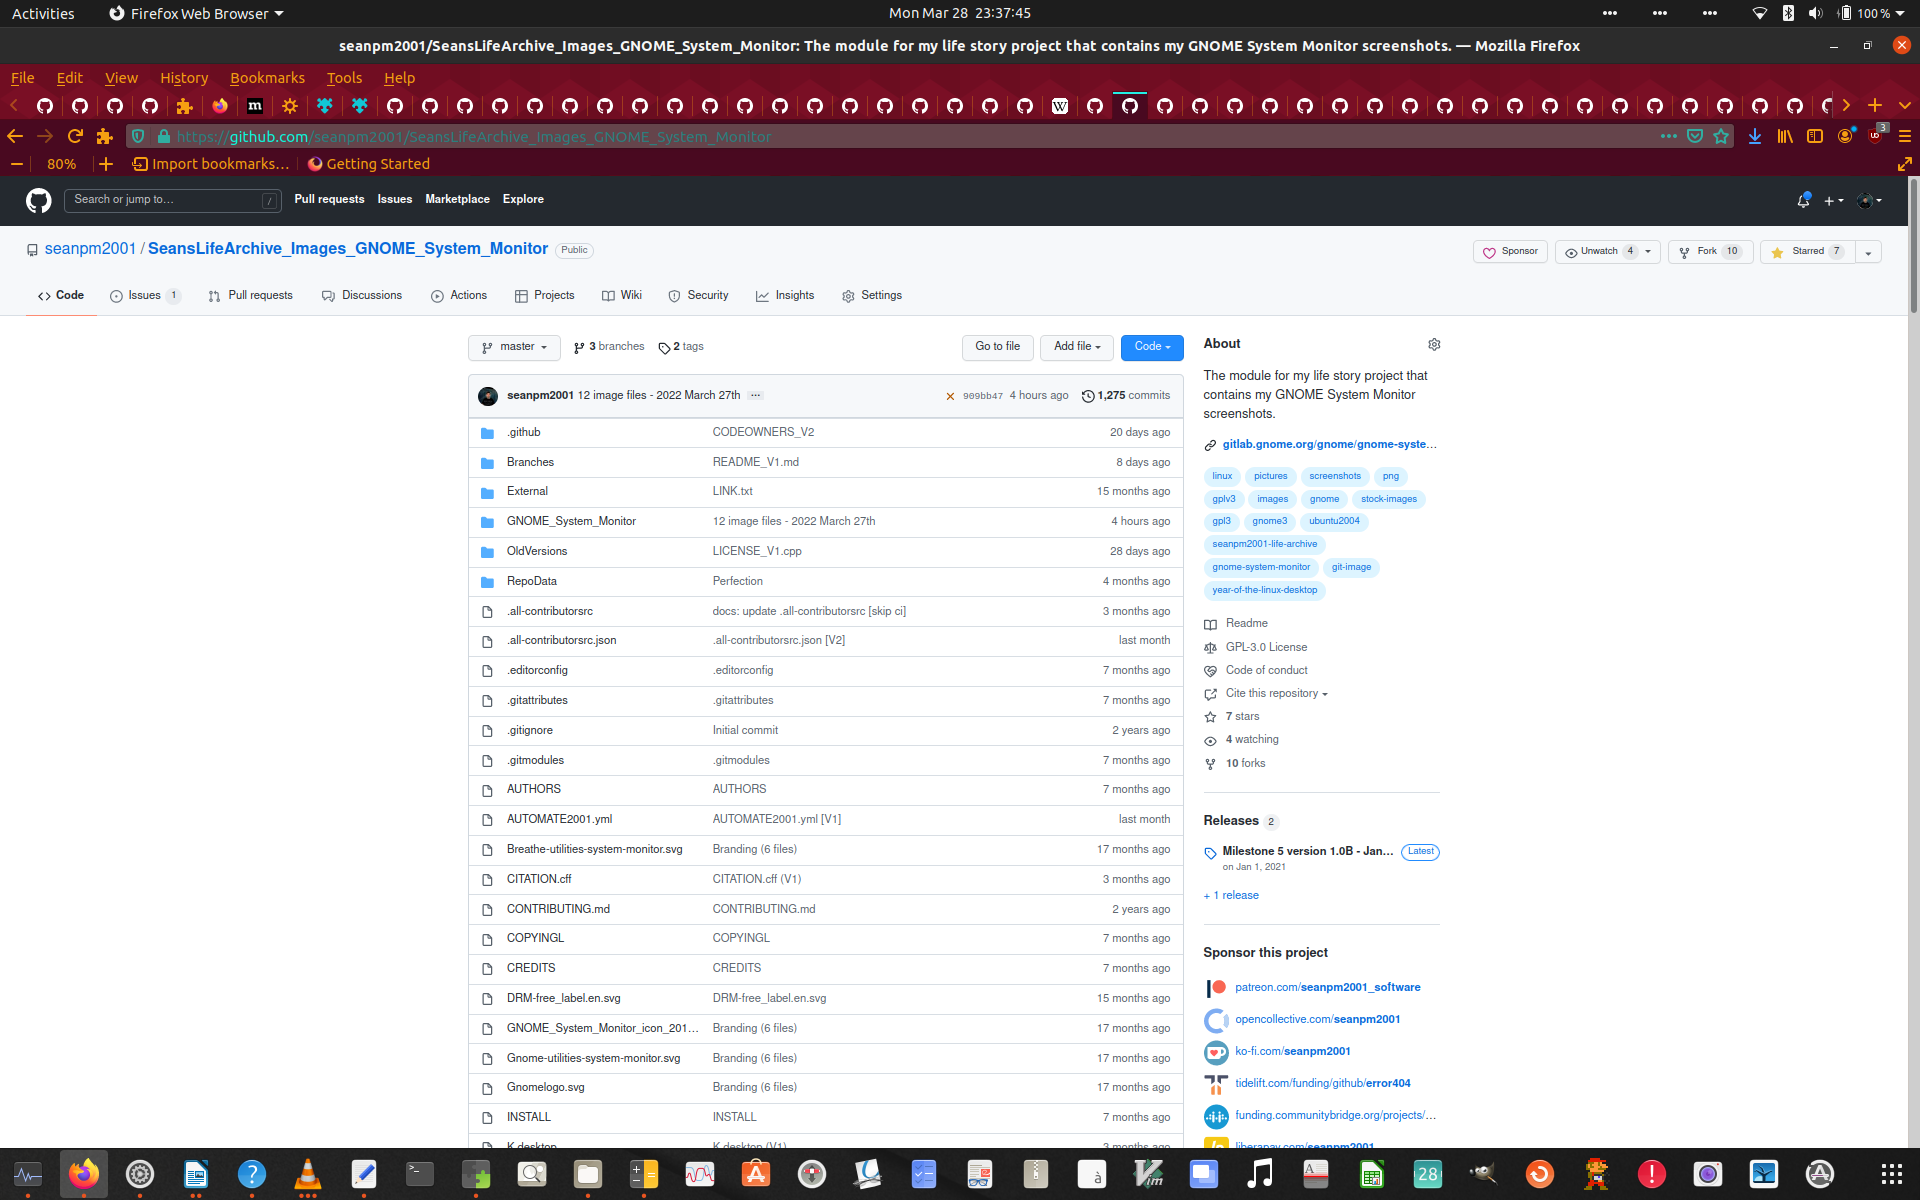 Activities Firefox Web Browser Mon Mar 28 23:37:45 100 %
seanpm2001/SeansLifeArchive_Images_GNOME_System_Monitor: The module for my life story project that contains my GNOME System Monitor screenshots. — Mozilla Firefox
File Edit View History Bookmarks Tools Help
https://github.com/seanpm2001/SeansLifeArchive_Images_GNOME_System_Monitor
80% Import bookmarks... Getting Started
Search or jump to... / Pull requests Issues Marketplace Explore
seanpm2001 / SeansLifeArchive_Images_GNOME_System_Monitor Public
Sponsor Unwatch 4 Fork 10 Starred 7
Code Issues 1 Pull requests Discussions Actions Projects Wiki Security Insights Settings
master 3 branches 2 tags Go to file Add file Code
seanpm2001 12 image files - 2022 March 27th ... 909bb47 4 hours ago 1,275 commits
.github CODEOWNERS_V2 20 days ago
Branches README_V1.md 8 days ago
External LINK.txt 15 months ago
GNOME_System_Monitor 12 image files - 2022 March 27th 4 hours ago
OldVersions LICENSE_V1.cpp 28 days ago
RepoData Perfection 4 months ago
.all-contributorsrc docs: update .all-contributorsrc [skip ci] 3 months ago
.all-contributorsrc.json .all-contributorsrc.json [V2] last month
.editorconfig .editorconfig 7 months ago
.gitattributes .gitattributes 7 months ago
.gitignore Initial commit 2 years ago
.gitmodules .gitmodules 7 months ago
AUTHORS AUTHORS 7 months ago
AUTOMATE2001.yml AUTOMATE2001.yml [V1] last month
Breathe-utilities-system-monitor.svg Branding (6 files) 17 months ago
CITATION.cff CITATION.cff (V1) 3 months ago
CONTRIBUTING.md CONTRIBUTING.md 2 years ago
COPYINGL COPYINGL 7 months ago
CREDITS CREDITS 7 months ago
DRM-free_label.en.svg DRM-free_label.en.svg 15 months ago
GNOME_System_Monitor_icon_201... Branding (6 files) 17 months ago
Gnome-utilities-system-monitor.svg Branding (6 files) 17 months ago
Gnomelogo.svg Branding (6 files) 17 months ago
INSTALL INSTALL 7 months ago
K.desktop K.desktop (V1) 3 months ago
About
The module for my life story project that
contains my GNOME System Monitor
screenshots.
gitlab.gnome.org/gnome/gnome-syste...
linux pictures screenshots png
gplv3 images gnome stock-images
gpl3 gnome3 ubuntu2004
seanpm2001-life-archive
gnome-system-monitor git-image
year-of-the-linux-desktop
Readme
GPL-3.0 License
Code of conduct
Cite this repository
7 stars
4 watching
10 forks
Releases 2
Milestone 5 version 1.0B - Jan... Latest
on Jan 1, 2021
+ 1 release
Sponsor this project
patreon.com/seanpm2001_software
opencollective.com/seanpm2001
ko-fi.com/seanpm2001
tidelift.com/funding/github/error404
funding.communitybridge.org/projects/...
liberapay.com/seanpm2001